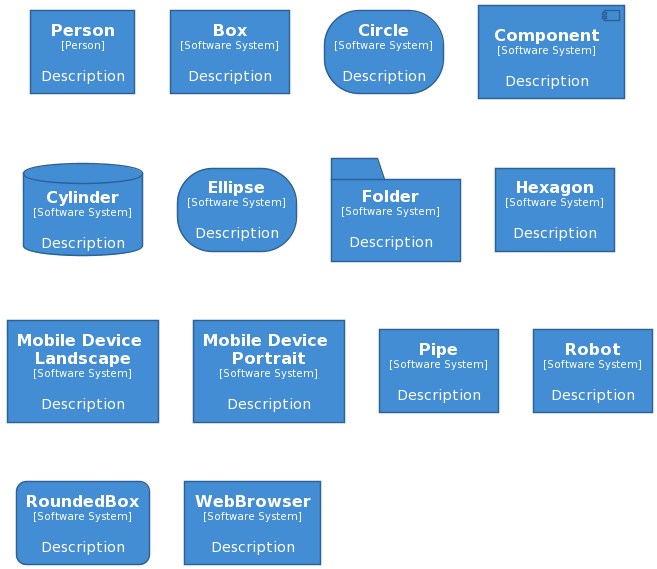 Person
[Person]
Description
Box
[Software System]
Description
Circle
[Software System]
Description
Component
[Software System]
Description
Cylinder
[Software System]
Description
Ellipse
[Software System]
Description
Folder
[Software System]
Description
Hexagon
[Software System]
Description
Mobile Device
Landscape
[Software System]
Description
Mobile Device
Portrait
[Software System]
Description
Pipe
[Software System]
Description
Robot
[Software System]
Description
RoundedBox
[Software System]
Description
WebBrowser
[Software System]
Description